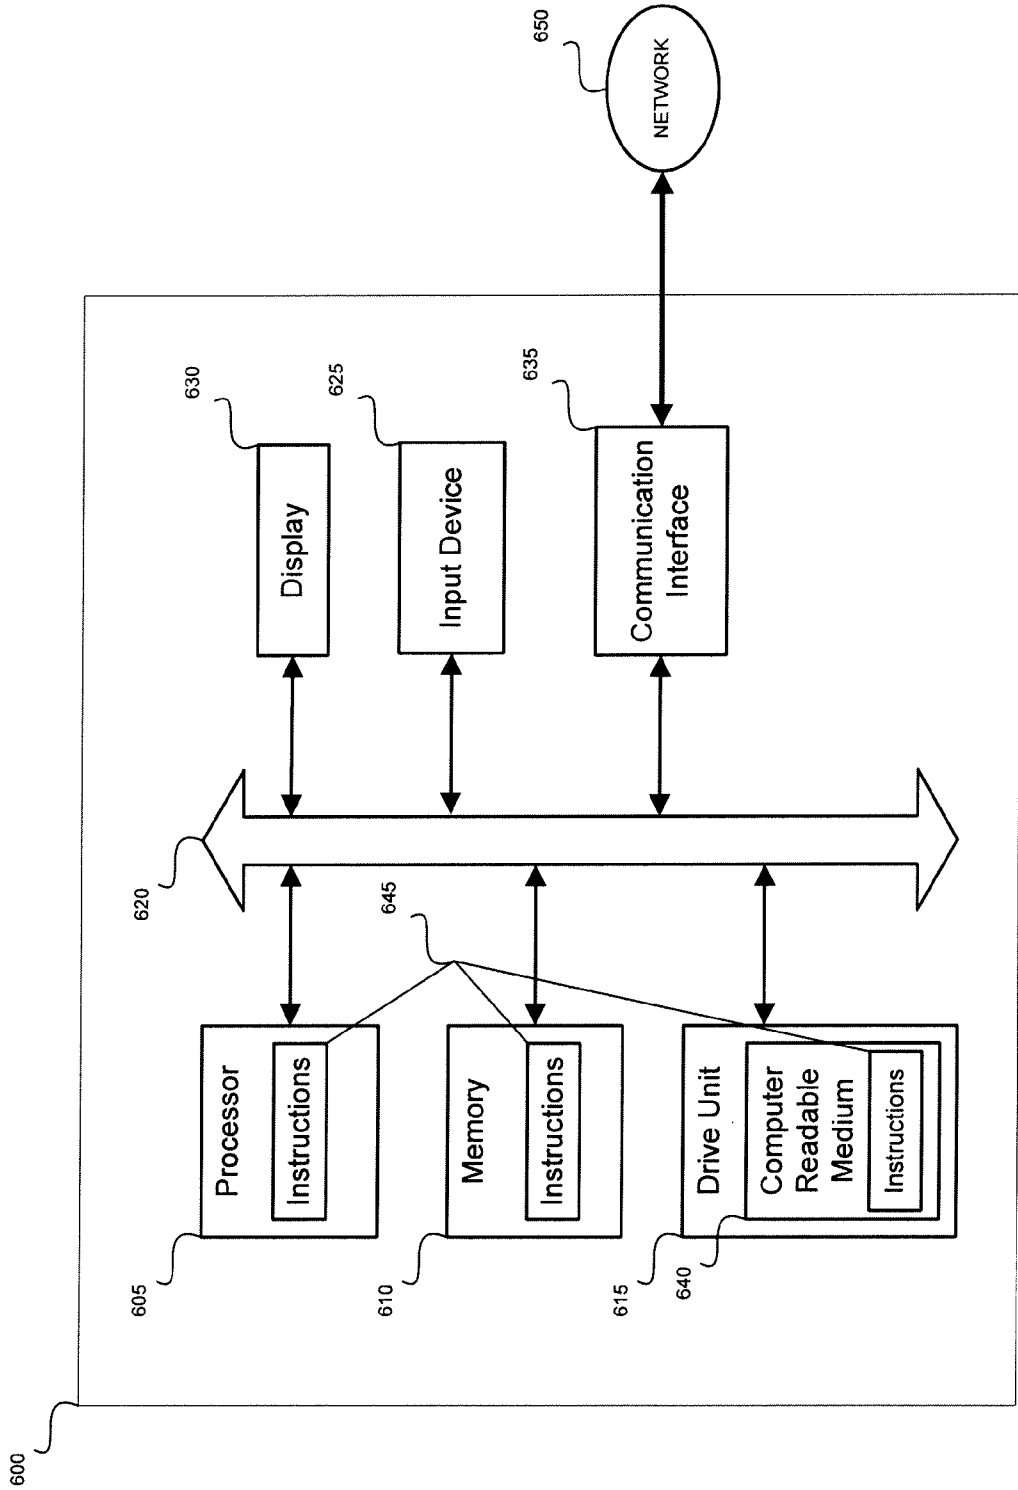 600
605
Processor
Instructions
620
630
Display
610
Memory
Instructions
645
625
Input Device
615
640
Drive Unit
Computer
Readable
Medium
Instructions
635
Communication
Interface
650
NETWORK